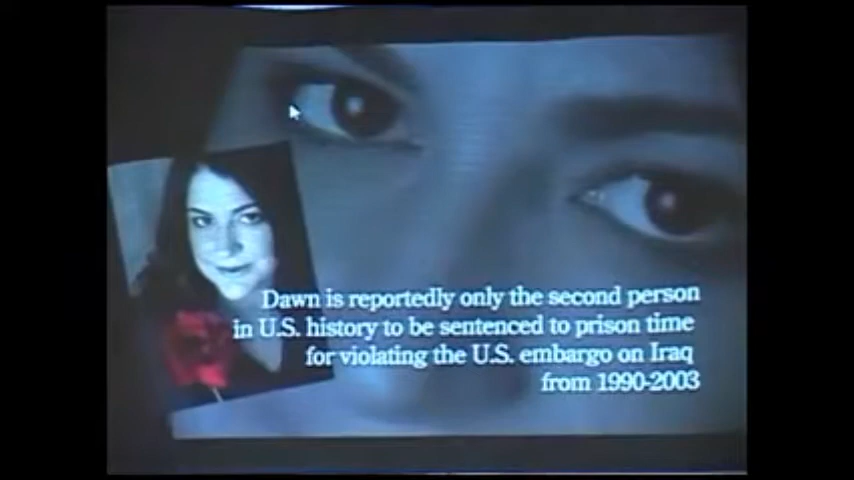 Dawn is reportedly only the second person
in U.S. history to be sentenced to prison time
for violating the U.S. embargo on Iraq
from 1990-2003